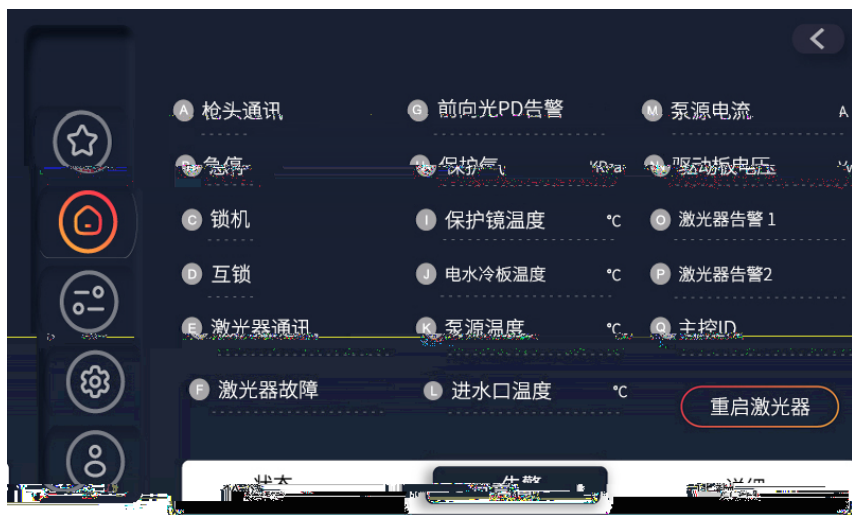 A 枪头通讯 G 前向光PD告警 M 泵源电流 A
B 急停 H 保护气 KPa N 驱动板电压
C 锁机 I 保护镜温度 °C O 激光器告警 1
D 互锁 J 电水冷板温度 °C P 激光器告警2
E 激光器通讯 K 泵源温度 °C Q 主控ID
F 激光器故障 L 进水口温度 °C
重启激光器
状态 告警 详细